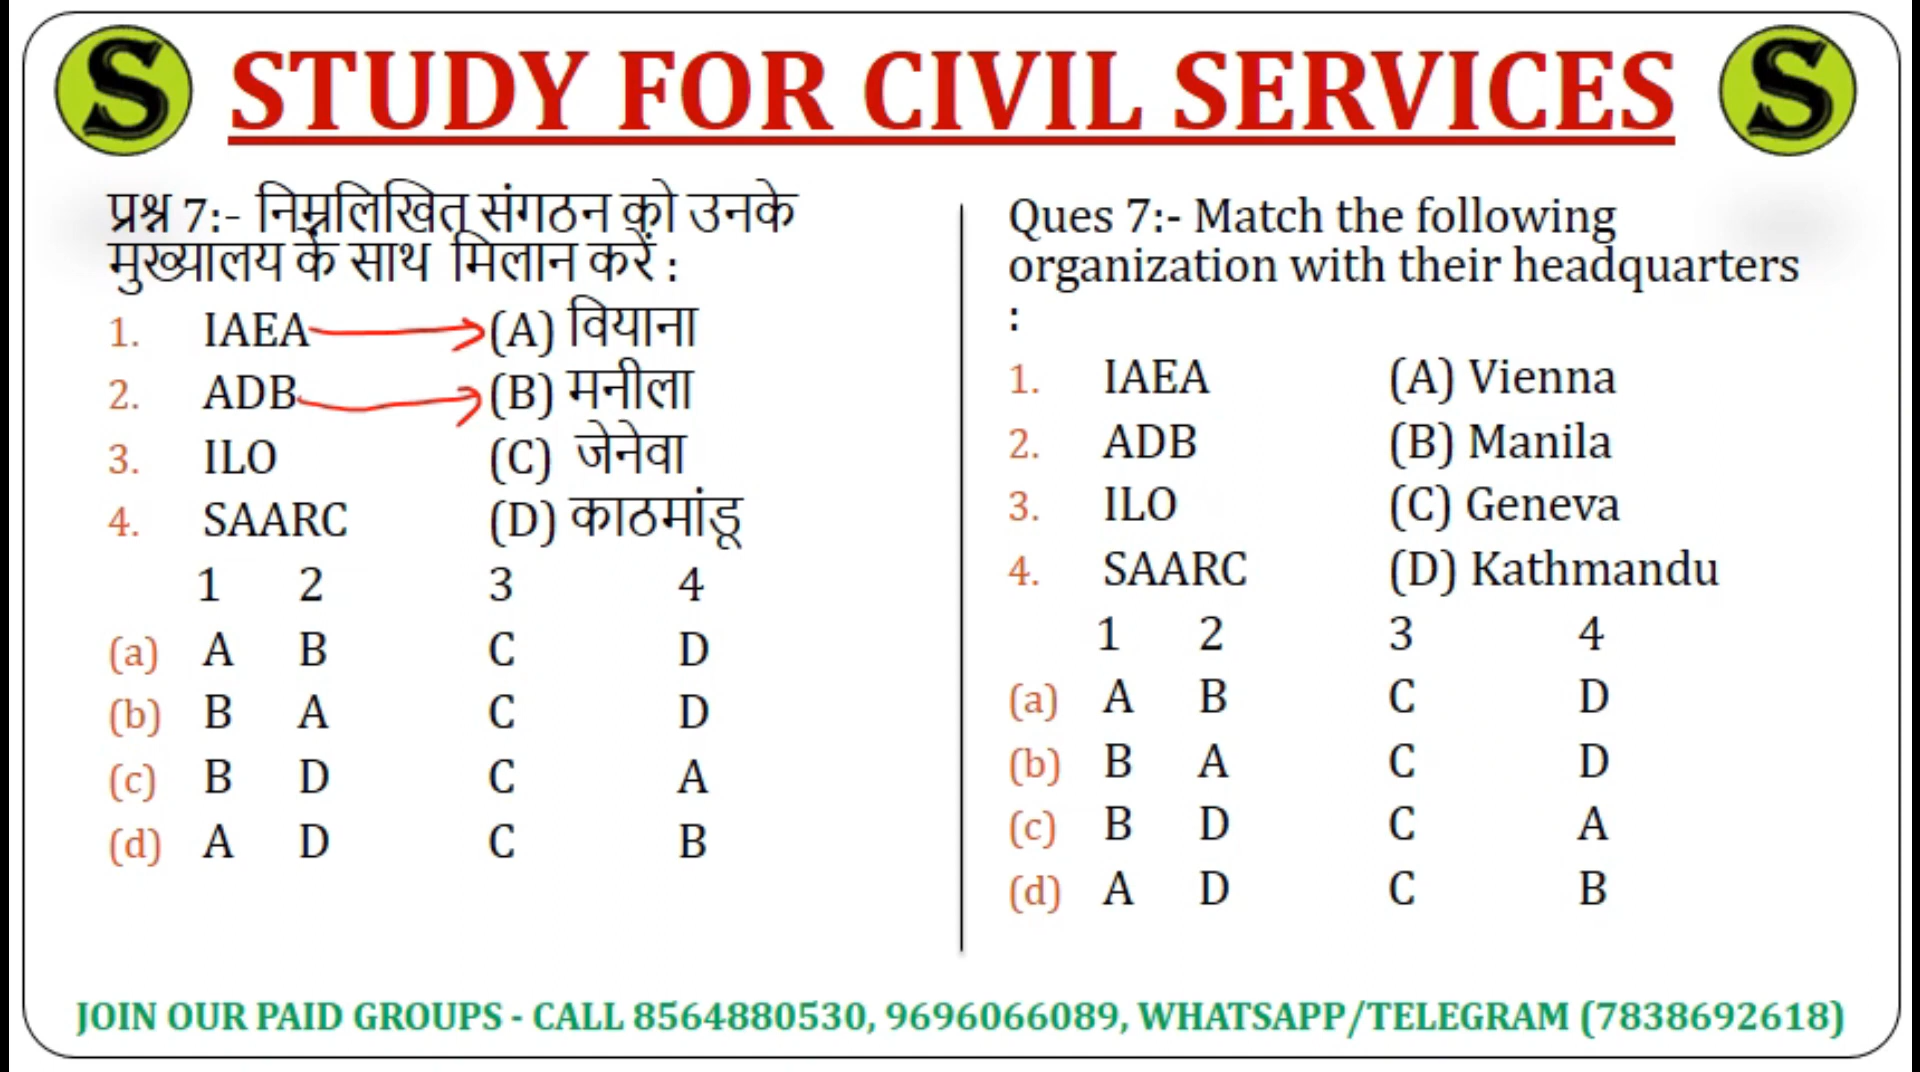 S STUDY FOR CIVIL SERVICES S
प्रश्न 7:- निम्नलिखित संगठन को उनके
मुख्यालय के साथ मिलान करें :
1. IAEA (A) वियाना
2. ADB (B) मनीला
3. ILO (C) जेनेवा
4. SAARC (D) काठमांडू
1 2 3 4
(a) A B C D
(b) B A C D
(c) B D C A
(d) A D C B
Ques 7:- Match the following
organization with their headquarters
:
1. IAEA (A) Vienna
2. ADB (B) Manila
3. ILO (C) Geneva
4. SAARC (D) Kathmandu
1 2 3 4
(a) A B C D
(b) B A C D
(c) B D C A
(d) A D C B
JOIN OUR PAID GROUPS - CALL 8564880530, 9696066089, WHATSAPP/TELEGRAM (7838692618)